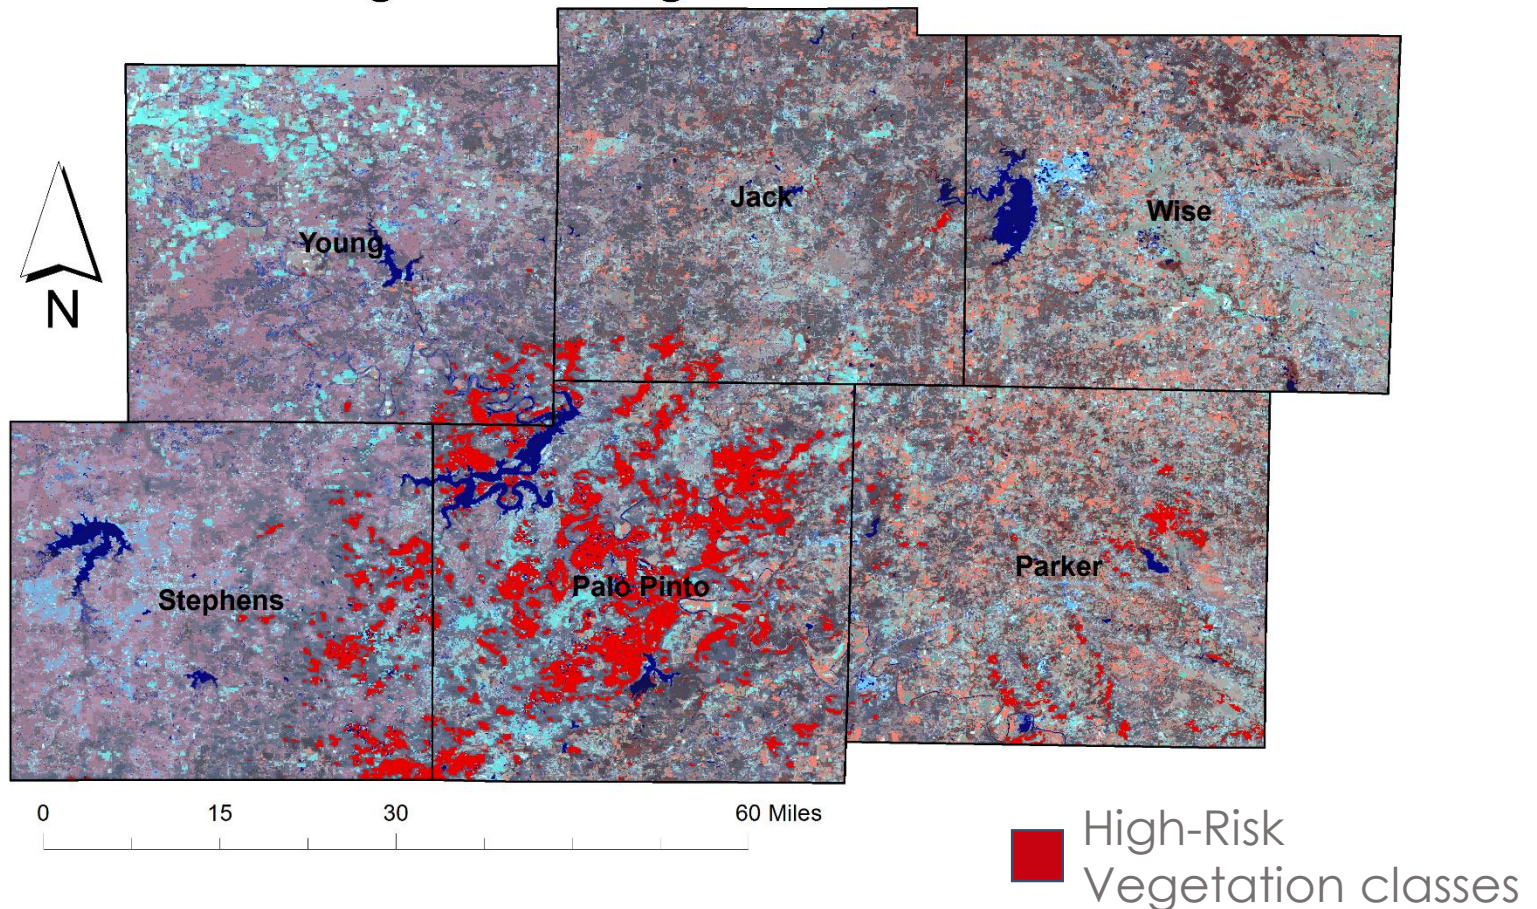 Jack
Wise
Young
N
Parker
Palo Pinto
Stephens
0 15 30 60 Miles
High-Risk
Vegetation classes